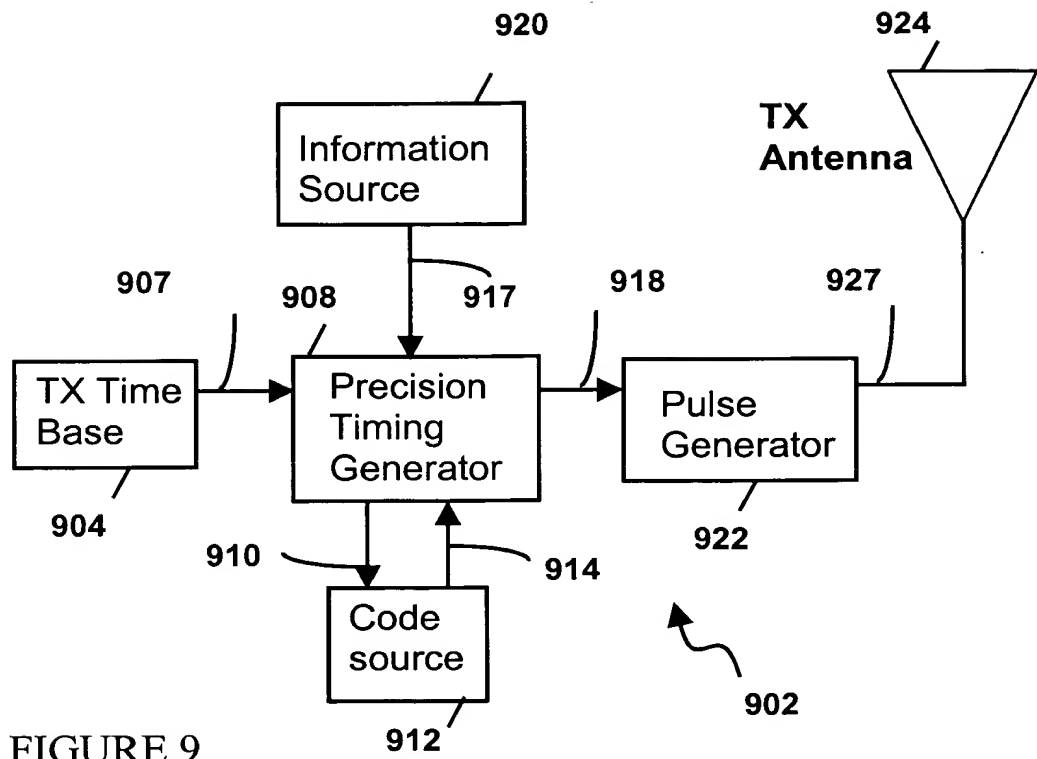 920
924
Information
Source
TX
Antenna
907
908
917
918
927
TX Time
Base
Precision
Timing
Generator
Pulse
Generator
904
910
914
922
Code
source
902
912
FIGURE 9